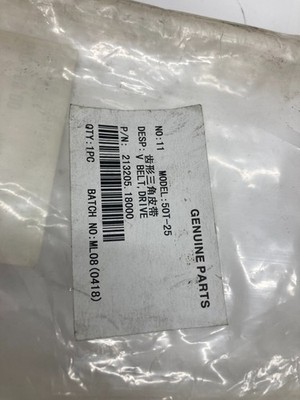 GENUINE PARTS
NO:11 MODEL:50T-25
DESP: 齿形三角皮带
V BELT,DRIVE
P/N: 213205.18000
QTY:1PC BATCH NO:ML08(0418)